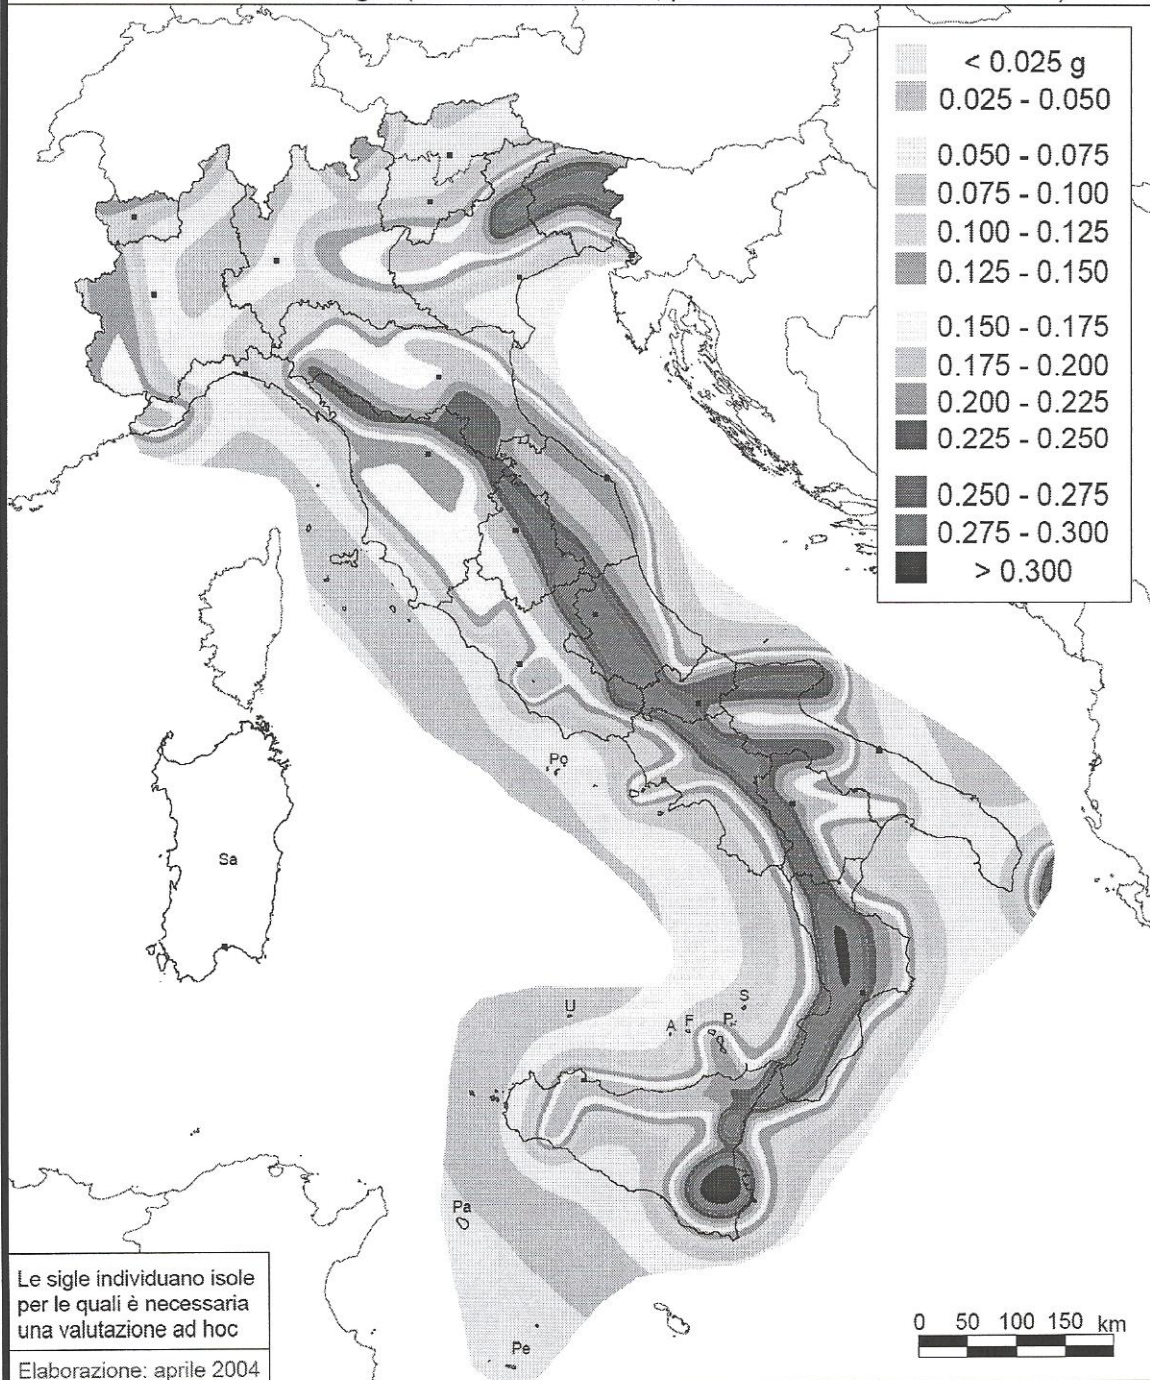 < 0.025 g
0.025 - 0.050
0.050 - 0.075
0.075 - 0.100
0.100 - 0.125
0.125 - 0.150
0.150 - 0.175
0.175 - 0.200
0.200 - 0.225
0.225 - 0.250
0.250 - 0.275
0.275 - 0.300
> 0.300
Po
Sa
U
S
A F P
Pa
Pe
Le sigle individuano isole
per le quali è necessaria
una valutazione ad hoc
Elaborazione: aprile 2004
0 50 100 150 km